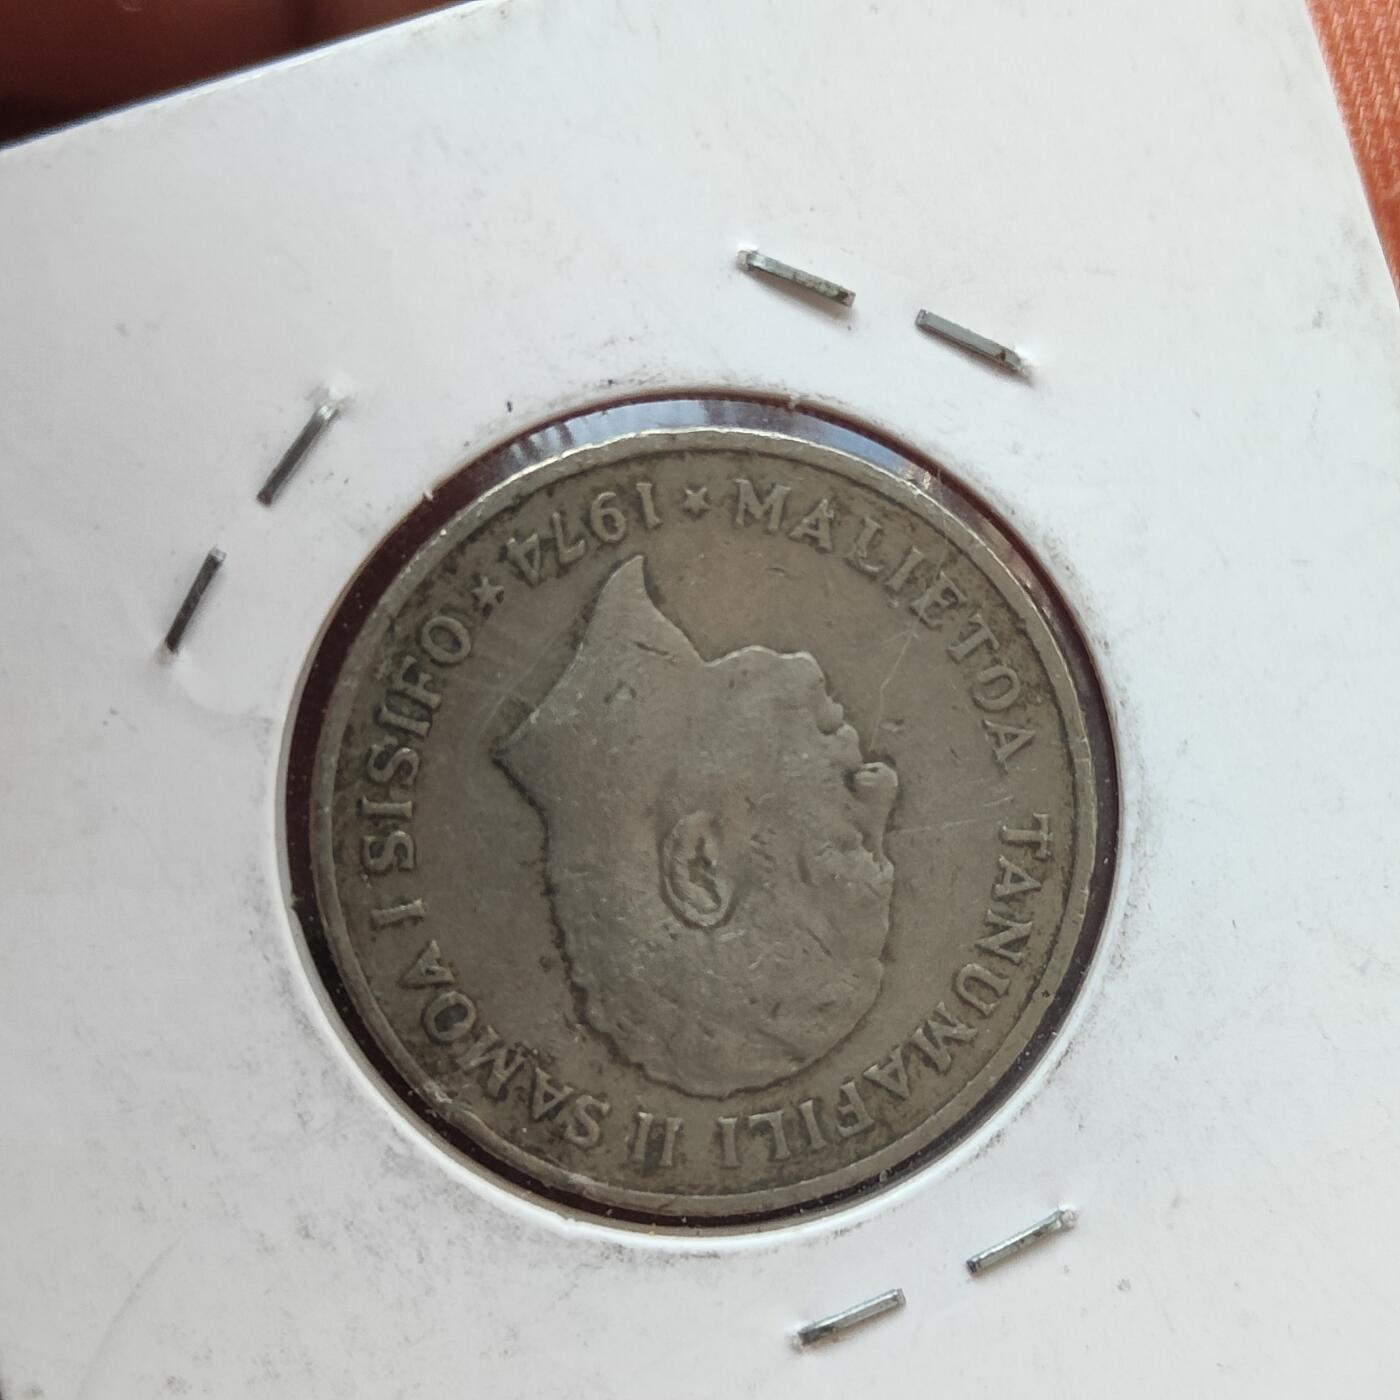 MALIETOA TANUMAFILI II SAMOA I SISIFO
★ 1974 ★